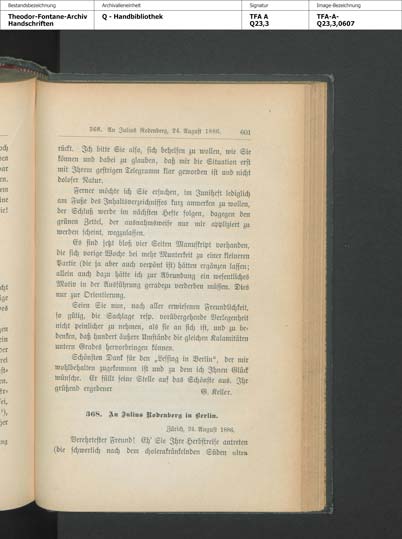 Bestandsbezeichnung
Archivalieneinheit
Signatur
Image-Bezeichnung
Theodor-Fontane-Archiv
Handschriften
Q - Handbibliothek
TFA A
Q23,3
TFA-A-
Q23,3,0607
368. An Julius Rodenberg, 24. August 1886. 601
rückt. Ich bitte Sie also, sich behelfen zu wollen, wie Sie
können und dabei zu glauben, daß mir die Situation erst
mit Ihrem gestrigen Telegramm klar geworden ist und nicht
doloser Natur.
Ferner möchte ich Sie ersuchen, im Juniheft lediglich
am Fuße des Inhaltsverzeichnisses kurz anmerken zu wollen,
der Schluß werde im nächsten Hefte folgen, dagegen den
grünen Zettel, der ausnahmsweise nur mir appliziert zu
werden scheint, wegzulassen.
Es sind jetzt bloß vier Seiten Manuskript vorhanden,
die sich vorige Woche bei mehr Munterkeit zu einer kleineren
Partie (die ja aber auch verpönt ist) hätten ergänzen lassen;
allein auch dazu hätte ich zur Abrundung ein wesentliches
Motiv in der Ausführung geradezu verderben müssen. Dies
nur zur Orientierung.
Seien Sie nun, nach aller erwiesenen Freundlichkeit,
so gütig, die Sachlage resp. vorübergehende Verlegenheit
nicht peinlicher zu nehmen, als sie an sich ist, und zu be-
denken, daß hundert äußere Umstände die gleichen Kalamitäten
untern Grades hervorbringen können.
Schönsten Dank für den „Lessing in Berlin“, der mir
wohlbehalten zugekommen ist und zu dem ich Ihnen Glück
wünsche. Er füllt seine Stelle auf das Schönste aus. Ihr
grüßend ergebener G. Keller.
368. An Julius Rodenberg in Berlin.
Zürich, 24. August 1886.
Verehrtester Freund! Eh' Sie Ihre Herbstreise antreten
(die schwerlich nach dem cholerakränkelnden Süden